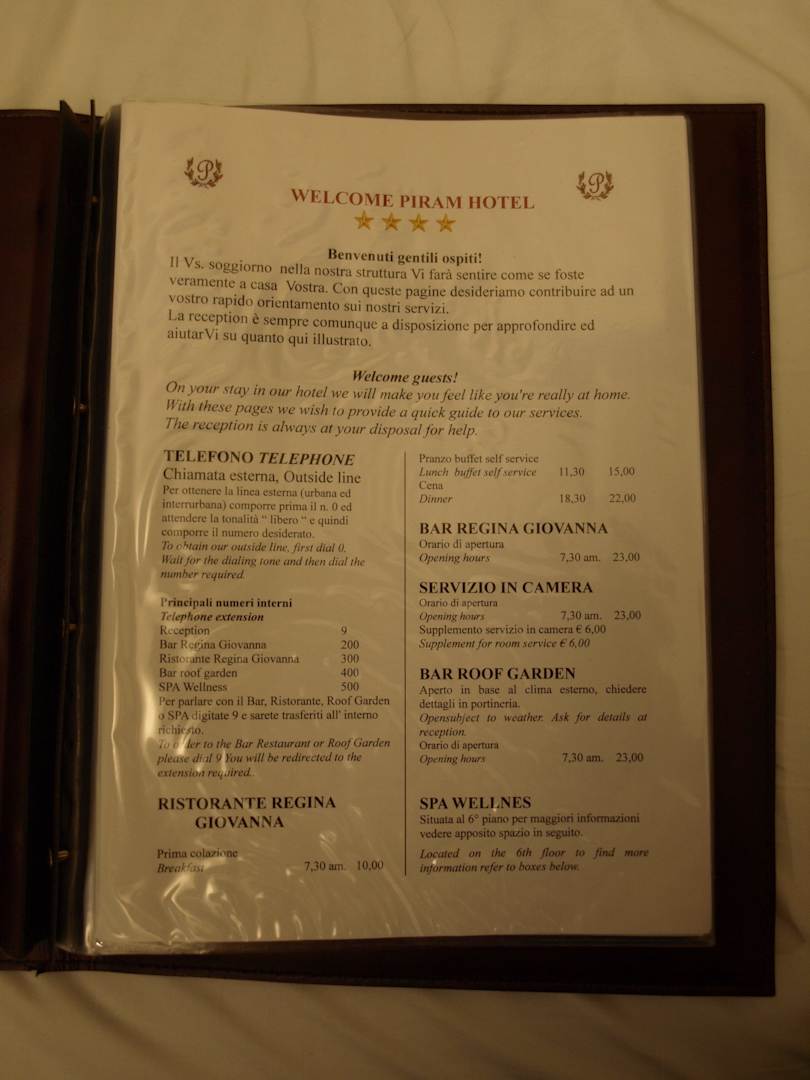 P
P
WELCOME PIRAM HOTEL
Benvenuti gentili ospiti!
Il Vs. soggiorno nella nostra struttura Vi farà sentire come se foste
veramente a casa Vostra. Con queste pagine desideriamo contribuire ad un
vostro rapido orientamento sui nostri servizi.
La reception è sempre comunque a disposizione per approfondire ed
aiutarVi su quanto qui illustrato.
Welcome guests!
On your stay in our hotel we will make you feel like you're really at home.
With these pages we wish to provide a quick guide to our services.
The reception is always at your disposal for help.
TELEFONO TELEPHONE
Chiamata esterna, Outside line
Per ottenere la linea esterna (urbana ed
interrurbana) comporre prima il n. 0 ed
attendere la tonalità “ libero “ e quindi
comporre il numero desiderato.
To obtain our outside line, first dial 0.
Wait for the dialing tone and then dial the
number required.
Principali numeri interni
Telephone extension
Reception 9
Bar Regina Giovanna 200
Ristorante Regina Giovanna 300
Bar roof garden 400
SPA Wellness 500
Per parlare con il Bar, Ristorante, Roof Garden
o SPA digitate 9 e sarete trasferiti all' interno
richiesto.
To order to the Bar Restaurant or Roof Garden
please dial 9 You will be redirected to the
extension required..
RISTORANTE REGINA
GIOVANNA
Prima colazione
Breakfast 7,30 am. 10,00
Pranzo buffet self service
Lunch buffet self service 11,30 15,00
Cena
Dinner 18,30 22,00
BAR REGINA GIOVANNA
Orario di apertura
Opening hours 7,30 am. 23,00
SERVIZIO IN CAMERA
Orario di apertura
Opening hours 7,30 am. 23,00
Supplemento servizio in camera € 6,00
Supplement for room service € 6,00
BAR ROOF GARDEN
Aperto in base al clima esterno, chiedere
dettagli in portineria.
Opensubject to weather. Ask for details at
reception.
Orario di apertura
Opening hours 7,30 am. 23,00
SPA WELLNES
Situata al 6° piano per maggiori informazioni
vedere apposito spazio in seguito.
Located on the 6th floor to find more
information refer to boxes below.